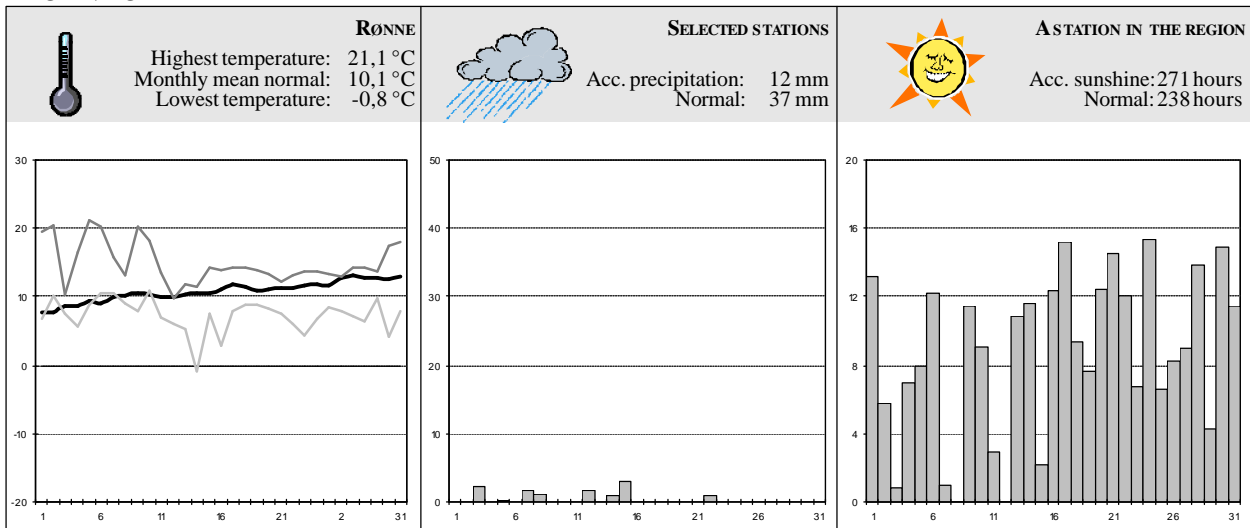 RØNNE
Highest temperature: 21,1 °C
Monthly mean normal: 10,1 °C
Lowest temperature: -0,8 °C
SELECTED STATIONS
Acc. precipitation: 12 mm
Normal: 37 mm
A STATION IN THE REGION
Acc. sunshine: 271 hours
Normal: 238 hours
30
20
10
0
-10
-20
1 6 11 16 21 2 31
50
40
30
20
10
0
1 6 11 16 21 26 31
20
16
12
8
4
0
1 6 11 16 21 26 31